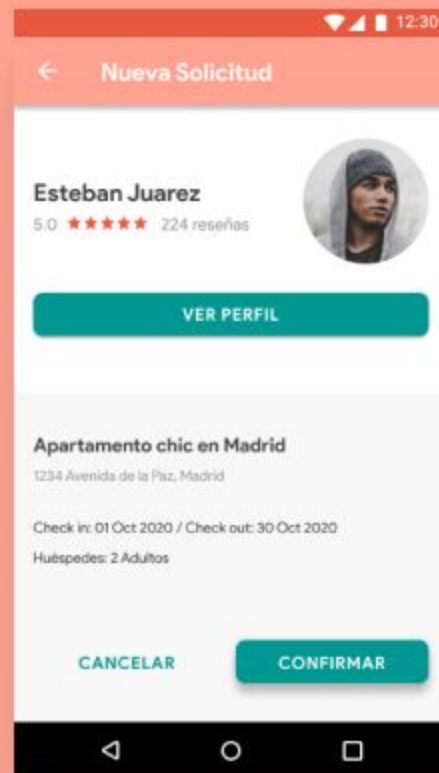 12:30
Nueva Solicitud
Esteban Juarez
5.0 ★★★★★ 224 reseñas
VER PERFIL
Apartamento chic en Madrid
1234 Avenida de la Paz, Madrid
Check in: 01 Oct 2020 / Check out: 30 Oct 2020
Huéspedes: 2 Adultos
CANCELAR CONFIRMAR